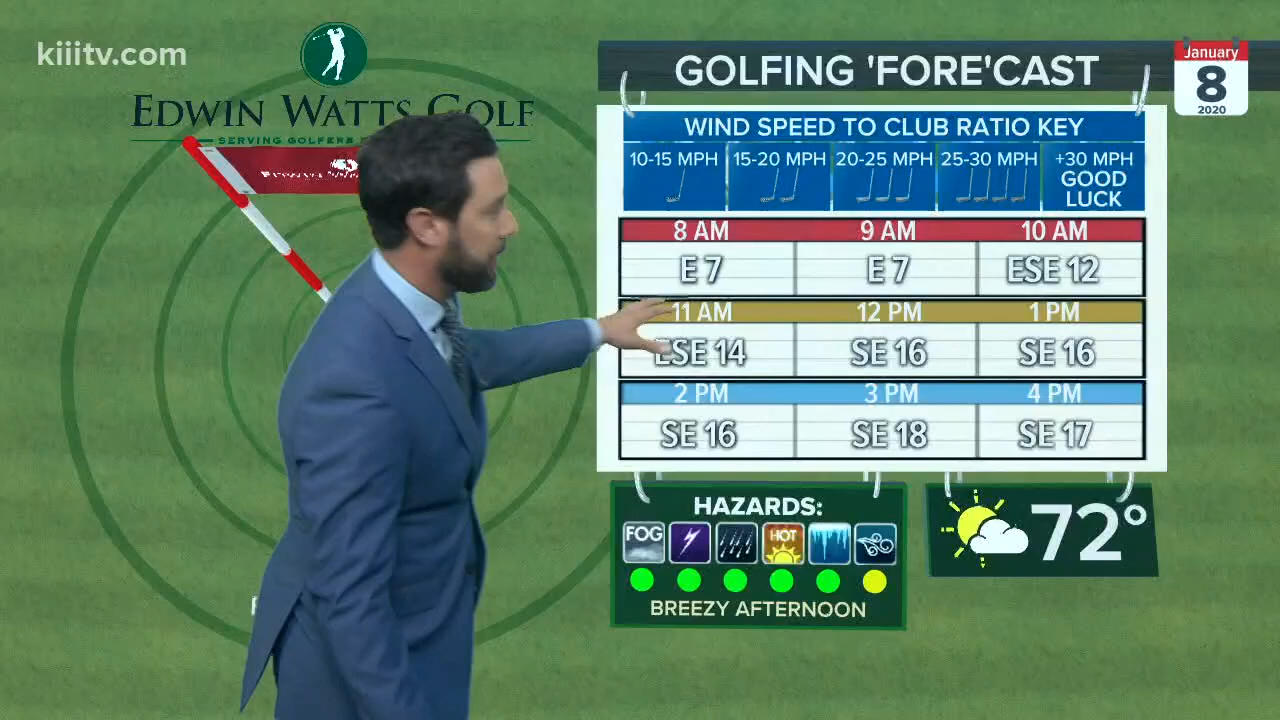 kiiitv.com
EDWIN WATTS GOLF
SERVING GOLFERS
GOLFING 'FORE'CAST
January
8
2020
WIND SPEED TO CLUB RATIO KEY
10-15 MPH 15-20 MPH 20-25 MPH 25-30 MPH +30 MPH
GOOD
LUCK
8 AM 9 AM 10 AM
E 7 E 7 ESE 12
11 AM 12 PM 1 PM
ESE 14 SE 16 SE 16
2 PM 3 PM 4 PM
SE 16 SE 18 SE 17
HAZARDS:
FOG HOT
BREEZY AFTERNOON
72°